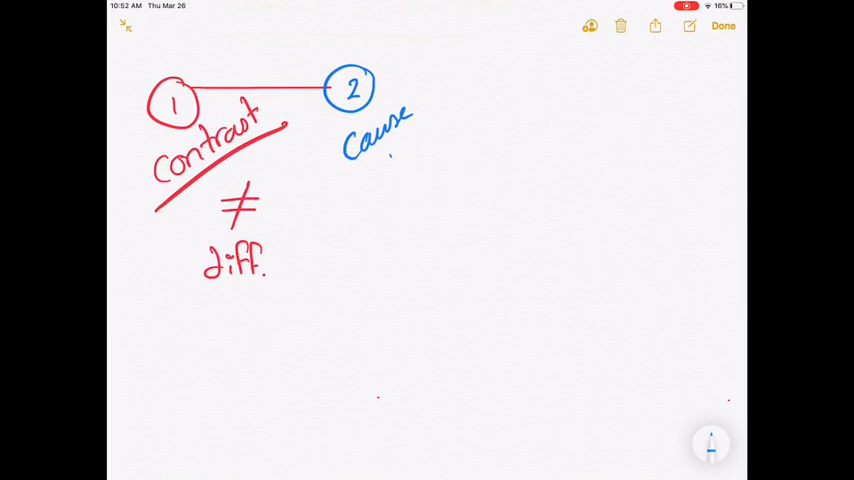 10:52 AM Thu Mar 26
16%
Done
1
2
contrast
cause
≠
diff.